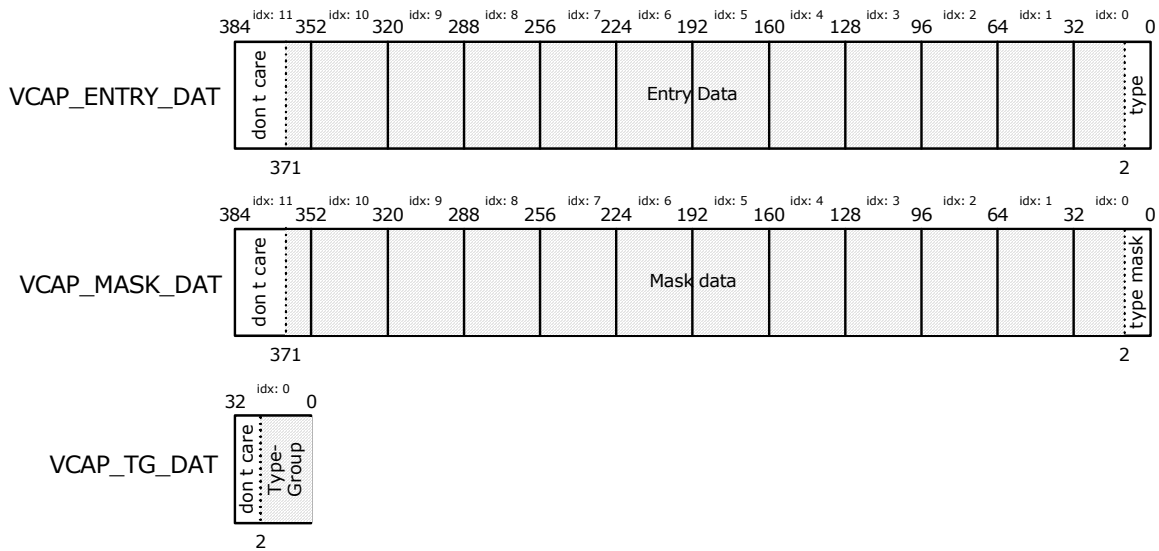 idx: 11 idx: 10 idx: 9 idx: 8 idx: 7 idx: 6 idx: 5 idx: 4 idx: 3 idx: 2 idx: 1 idx: 0
384 352 320 288 256 224 192 160 128 96 64 32 0
VCAP_ENTRY_DAT
don t care
Entry Data
type
371 2
idx: 11 idx: 10 idx: 9 idx: 8 idx: 7 idx: 6 idx: 5 idx: 4 idx: 3 idx: 2 idx: 1 idx: 0
384 352 320 288 256 224 192 160 128 96 64 32 0
VCAP_MASK_DAT
don t care
Mask data
type mask
371 2
idx: 0
32 0
VCAP_TG_DAT
don t care
Type-
Group
2